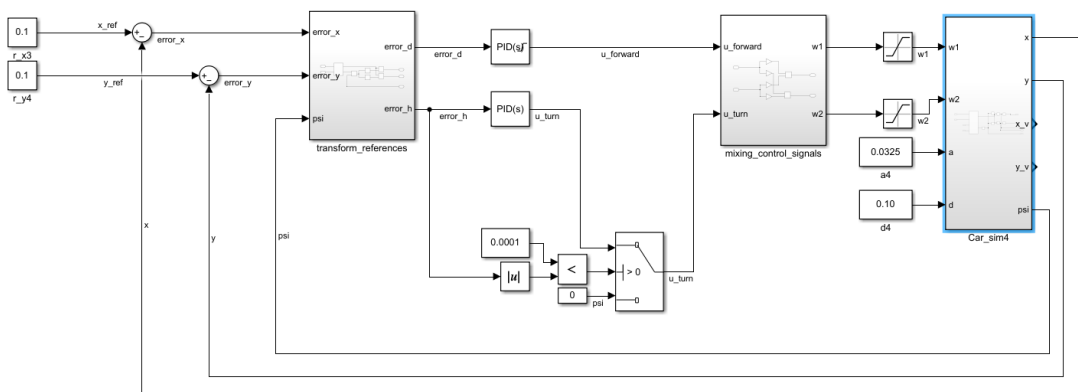 x_ref
0.1
error_x
r_x3
0.1
y_ref
error_y
r_y4
error_x
error_y
psi
error_d
error_h
transform_references
error_d
error_h
PID(s)
PID(s)
u_turn
u_forward
u_forward
u_turn
w1
w2
mixing_control_signals
w1
w2
0.0325
a4
0.10
d4
w1
w2
a
d
x
y
x_v
y_v
psi
Car_sim4
x
y
psi
0.0001
|u|
<
0
psi
> 0
u_turn